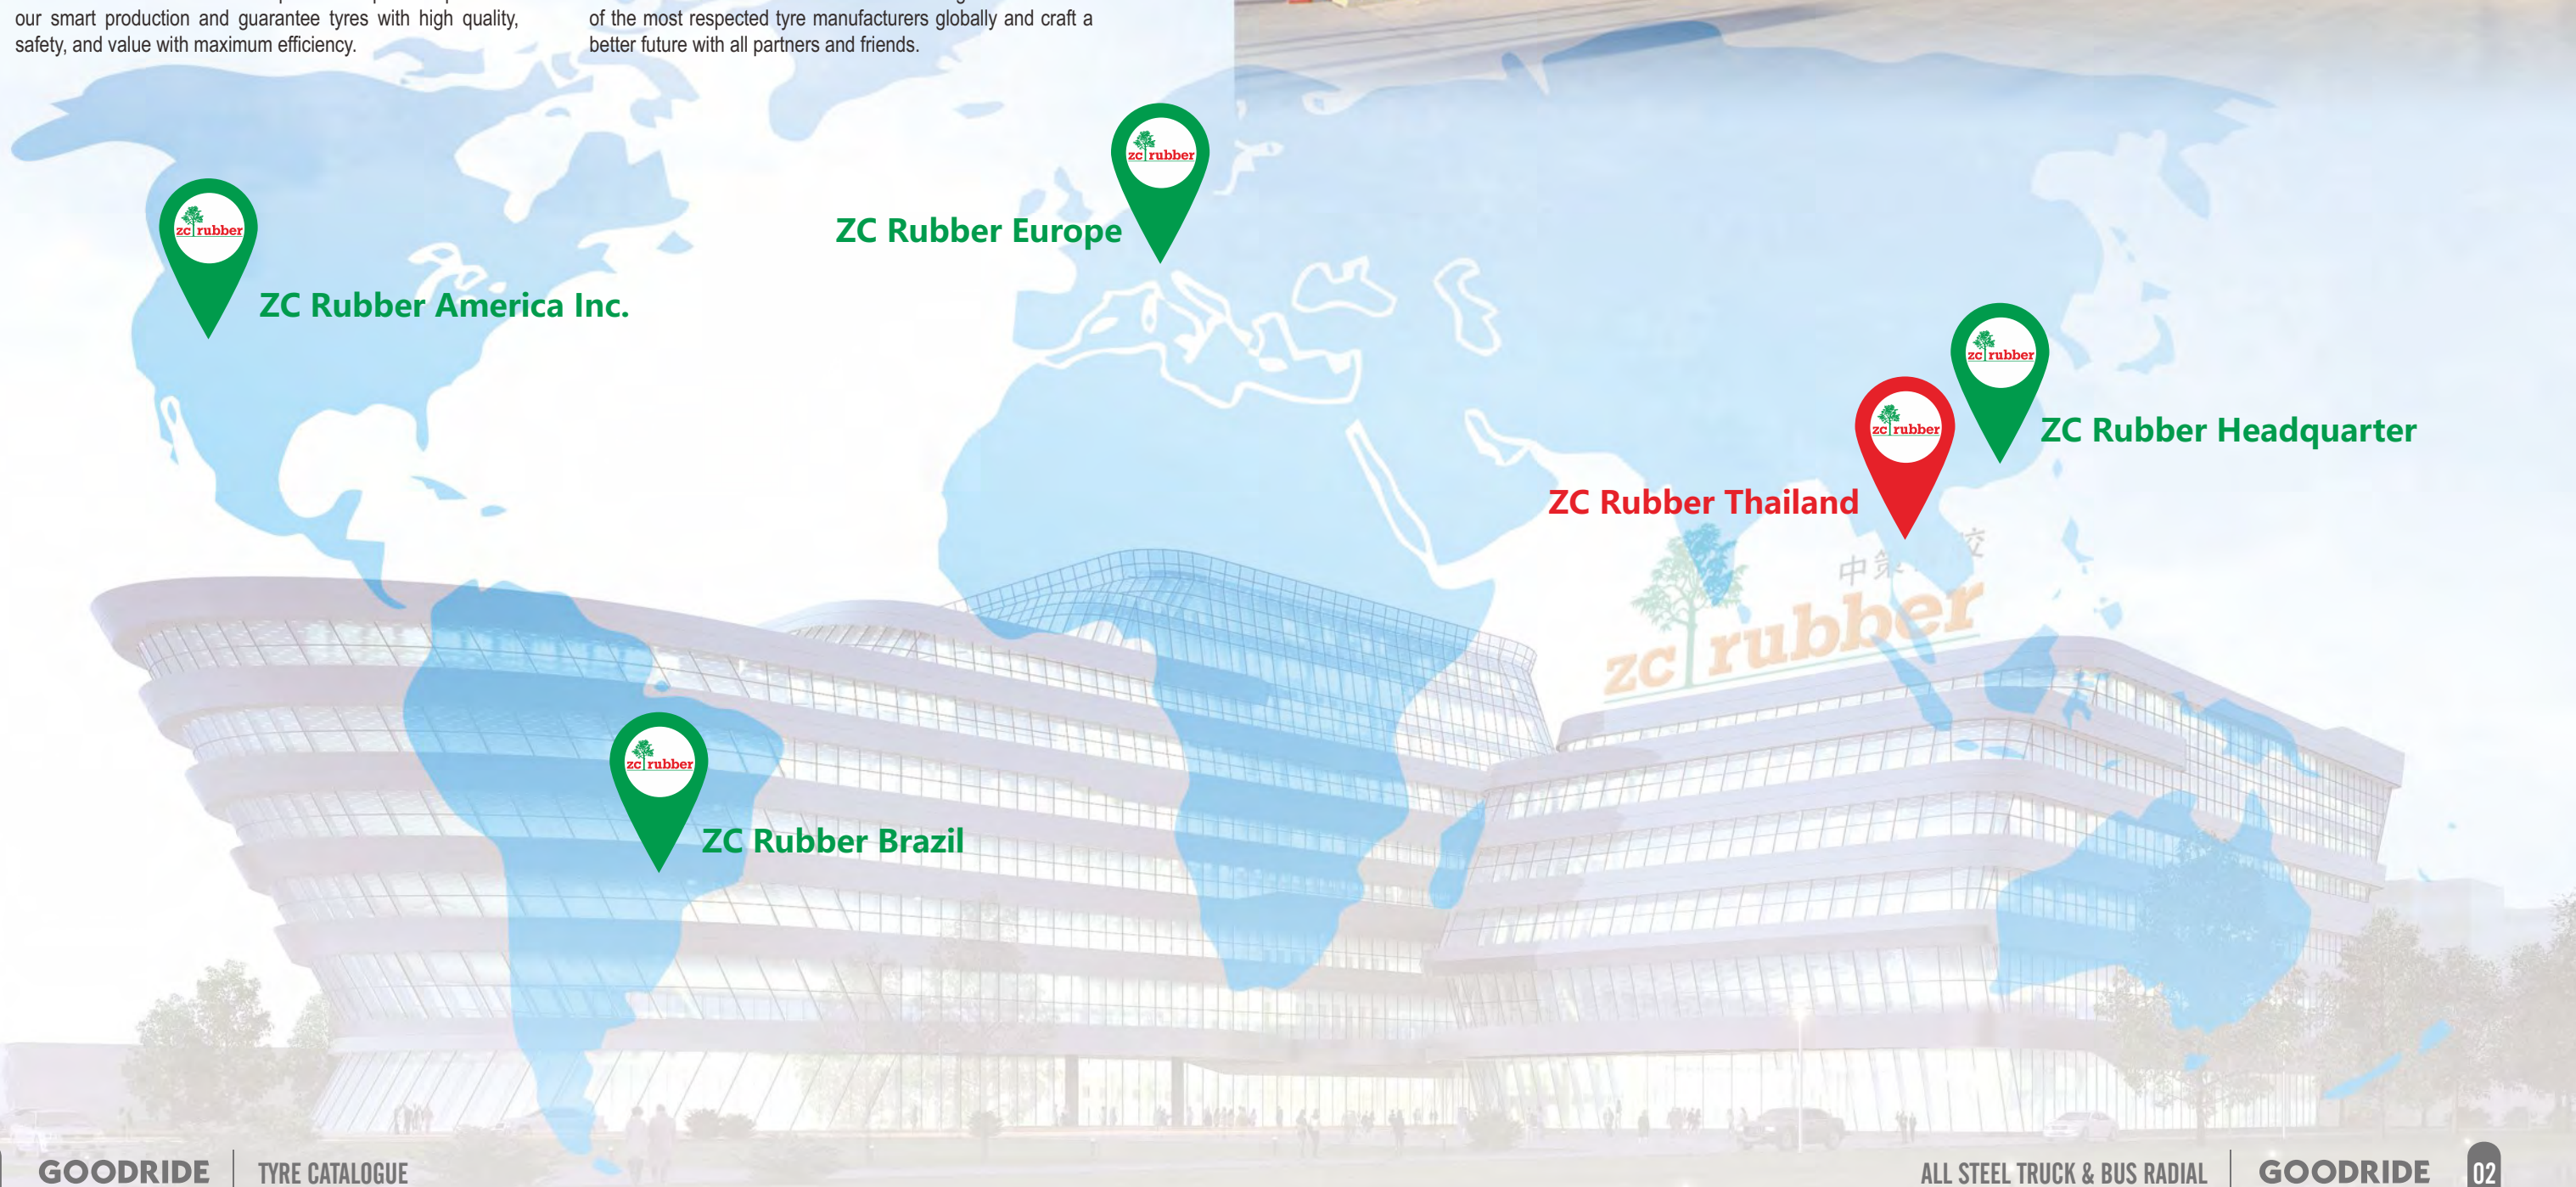 our smart production and guarantee tyres with high quality,
safety, and value with maximum efficiency.
of the most respected tyre manufacturers globally and craft a
better future with all partners and friends.
zc rubber
ZC Rubber Europe
zc rubber
ZC Rubber America Inc.
zc rubber
ZC Rubber Headquarter
zc rubber
ZC Rubber Thailand
中策
zc rubber
zc rubber
ZC Rubber Brazil
GOODRIDE
TYRE CATALOGUE
ALL STEEL TRUCK & BUS RADIAL
GOODRIDE
02